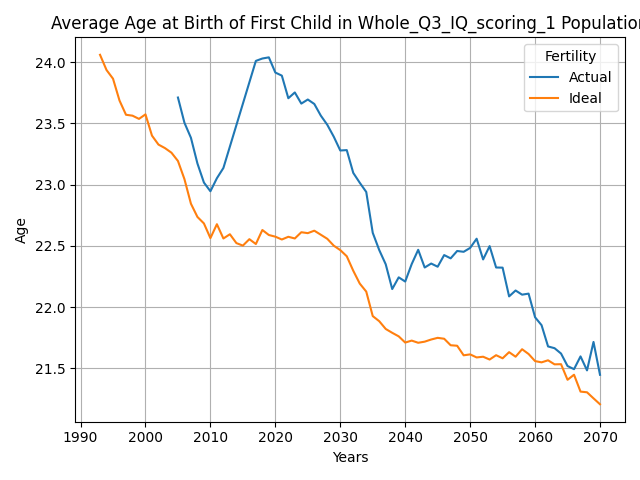 Average Age at Birth of First Child in Whole_Q3_IQ_scoring_1 Population
Fertility
Actual
Ideal
24.0
23.5
23.0
22.5
22.0
21.5
Age
1990 2000 2010 2020 2030 2040 2050 2060 2070
Years